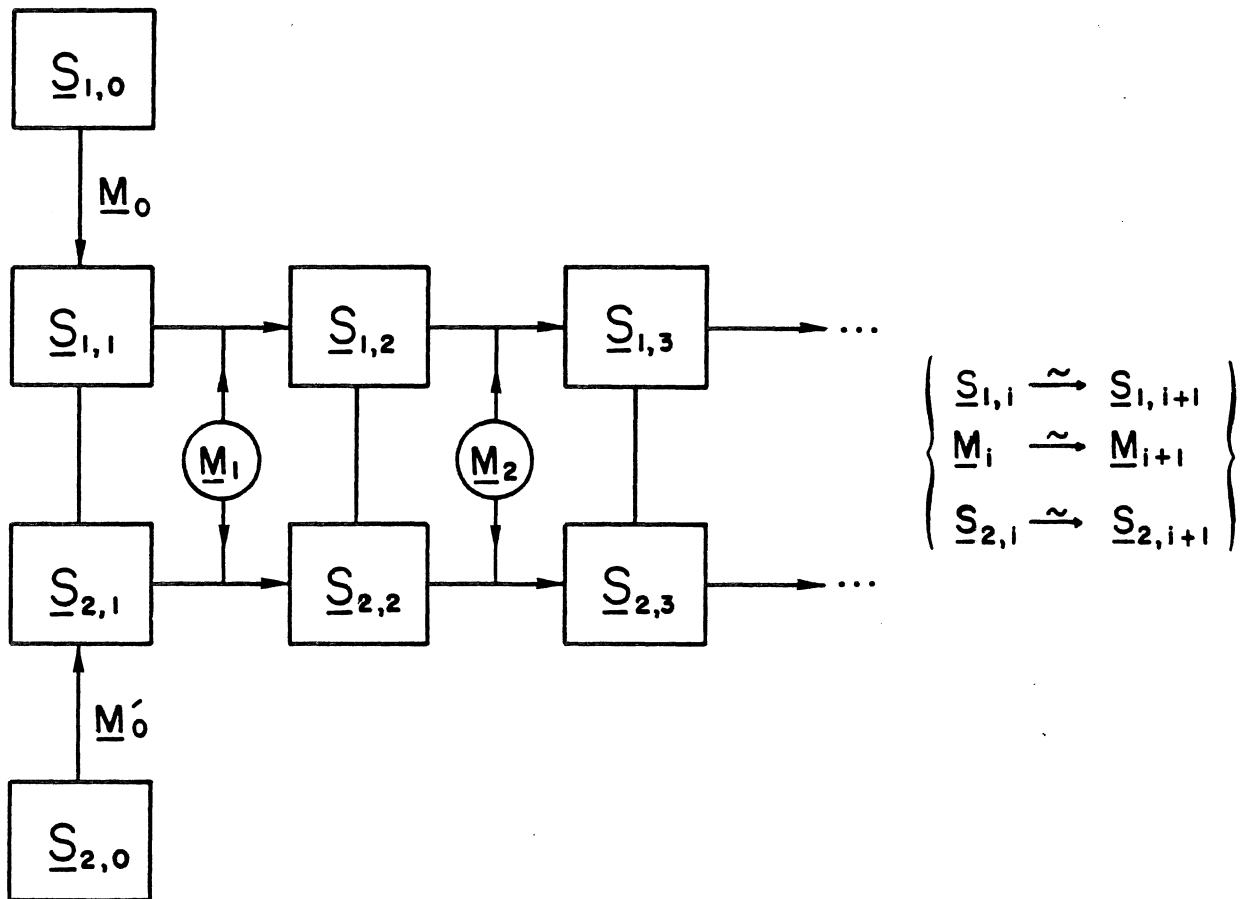 S1,0
M0
S1,1
S1,2
S1,3
...
M1
M2
S1,i ~→ S1,i+1
Mi ~→ Mi+1
S2,i ~→ S2,i+1
S2,1
S2,2
S2,3
...
M′0
S2,0